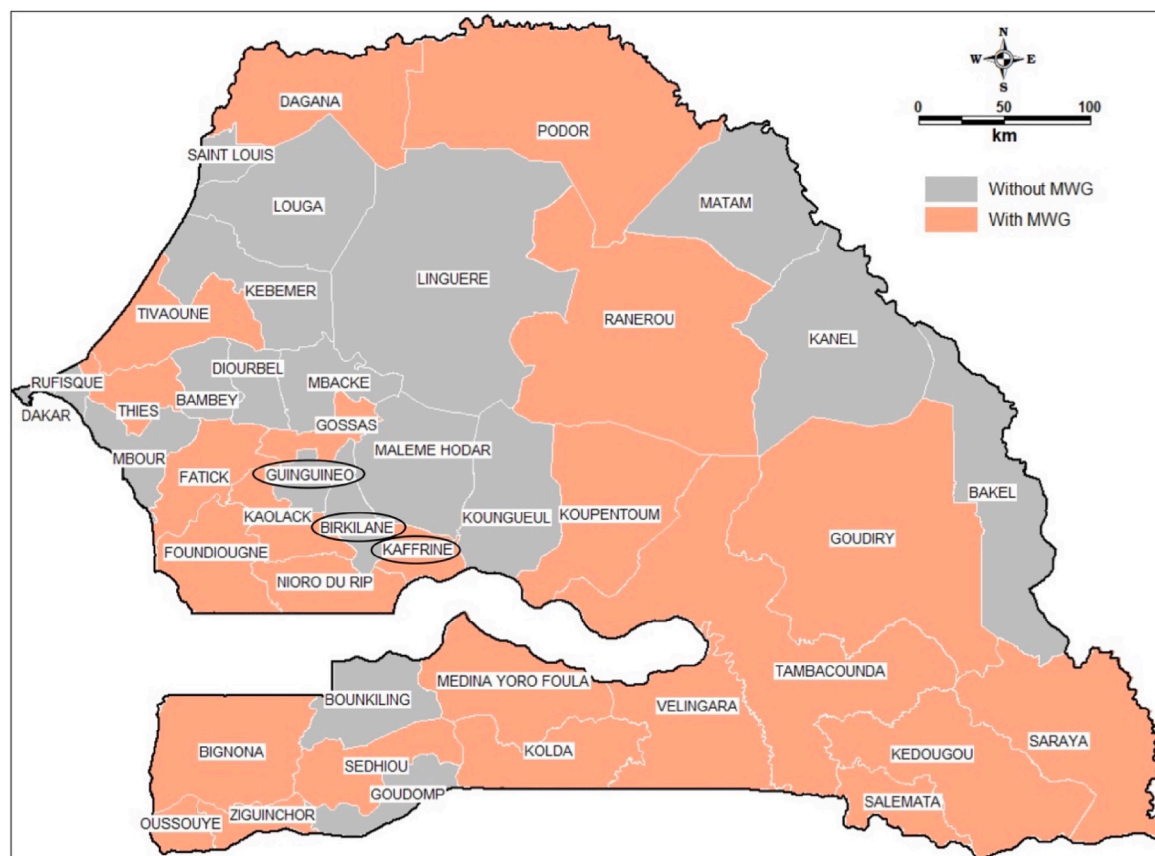 N
W E
S
0 50 100
km
Without MWG
With MWG
DAGANA
PODOR
SAINT LOUIS
LOUGA
MATAM
LINGUERE
KEBEMER
TIVAOUNE
RANEROU
KANEL
DIOURBEL
RUFISQUE
MBACKE
BAMBEY
THIES
DAKAR
GOSSAS
MALEME HODAR
MBOUR
FATICK
GUINGUINEO
BAKEL
KAOLACK
KOUNGUEUL
KOUPENTOUM
BIRKILANE
GOUDIRY
FOUNDIOUGNE
KAFFRINE
NIORO DU RIP
TAMBACOUNDA
MEDINA YORO FOULA
BOUNKILING
VELINGARA
SARAYA
BIGNONA
KOLDA
KEDOUGOU
SEDHIOU
GOUDOMP
SALEMATA
ZIGUINCHOR
OUSSOUYE